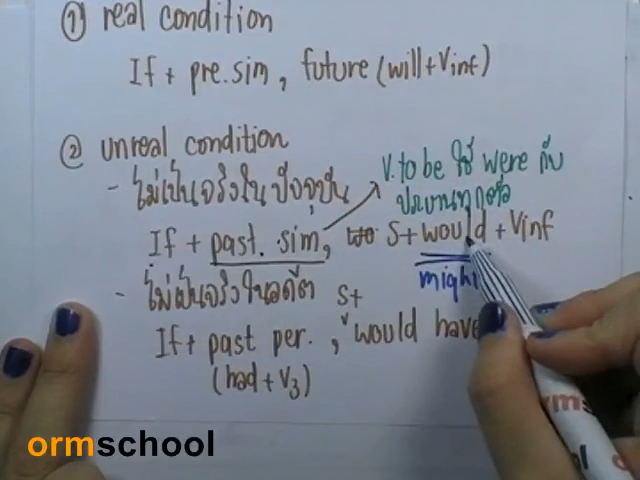 ① real condition
If + pre.sim, future (will+Vinf)
② unreal condition
- ไม่เป็นจริงใน ปัจจุบัน
V. to be ใช้ were กับ
ประธานทุกตัว
If + past. sim, S+ would + Vinf
might
- ไม่เป็นจริงในอดีต
S+
If + past per. , would have
(had + V3)
ormschool